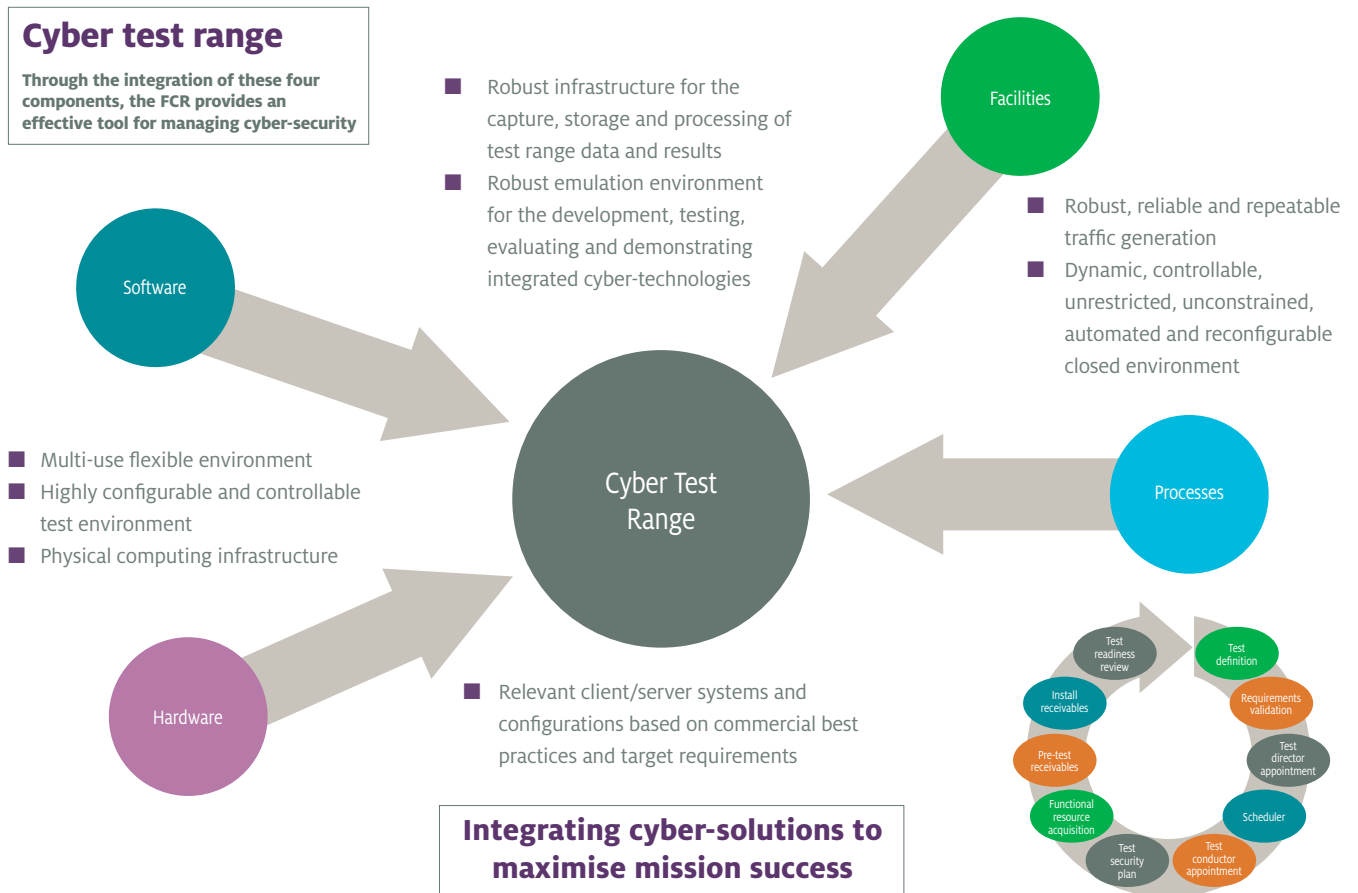 Cyber test range
Through the integration of these four
components, the FCR provides an
effective tool for managing cyber-security
■ Robust infrastructure for the
capture, storage and processing of
test range data and results
■ Robust emulation environment
for the development, testing,
evaluating and demonstrating
integrated cyber-technologies
Facilities
■ Robust, reliable and repeatable
traffic generation
■ Dynamic, controllable,
unrestricted, unconstrained,
automated and reconfigurable
closed environment
Software
■ Multi-use flexible environment
■ Highly configurable and controllable
test environment
■ Physical computing infrastructure
Cyber Test
Range
Processes
Hardware
■ Relevant client/server systems and
configurations based on commercial best
practices and target requirements
Test
definition
Requirements
validation
Test
director
appointment
Scheduler
Test
conductor
appointment
Test
security
plan
Functional
resource
acquisition
Pre-test
receivables
Install
receivables
Test
readiness
review
Integrating cyber-solutions to
maximise mission success